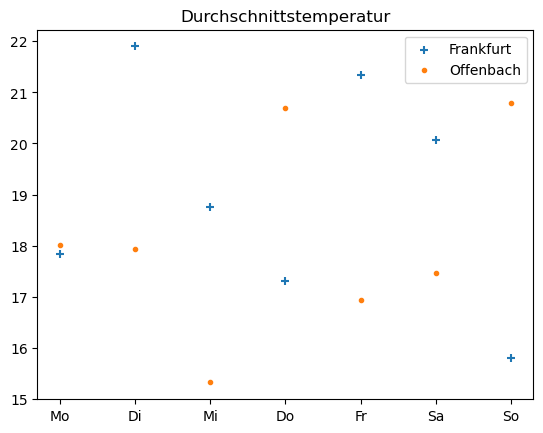 Durchschnittstemperatur
Frankfurt
Offenbach
22
21
20
19
18
17
16
15
Mo Di Mi Do Fr Sa So